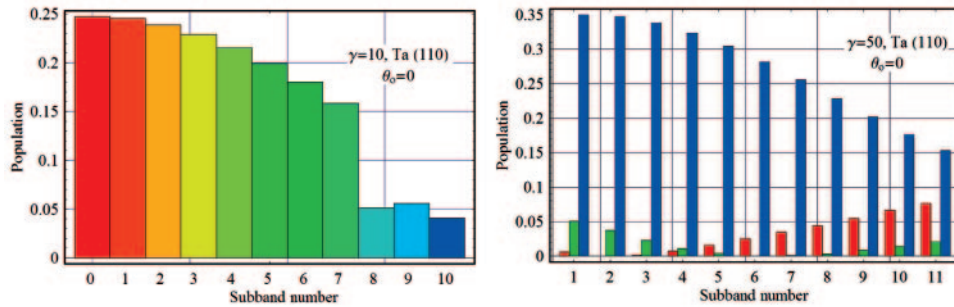 0.25
0.2
0.15
0.1
0.05
0
Population
γ=10, Ta (110)
θ₀=0
0 1 2 3 4 5 6 7 8 9 10
Subband number
0.35
0.3
0.25
0.2
0.15
0.1
0.05
0
Population
γ=50, Ta (110)
θ₀=0
1 2 3 4 5 6 7 8 9 10 11
Subband number